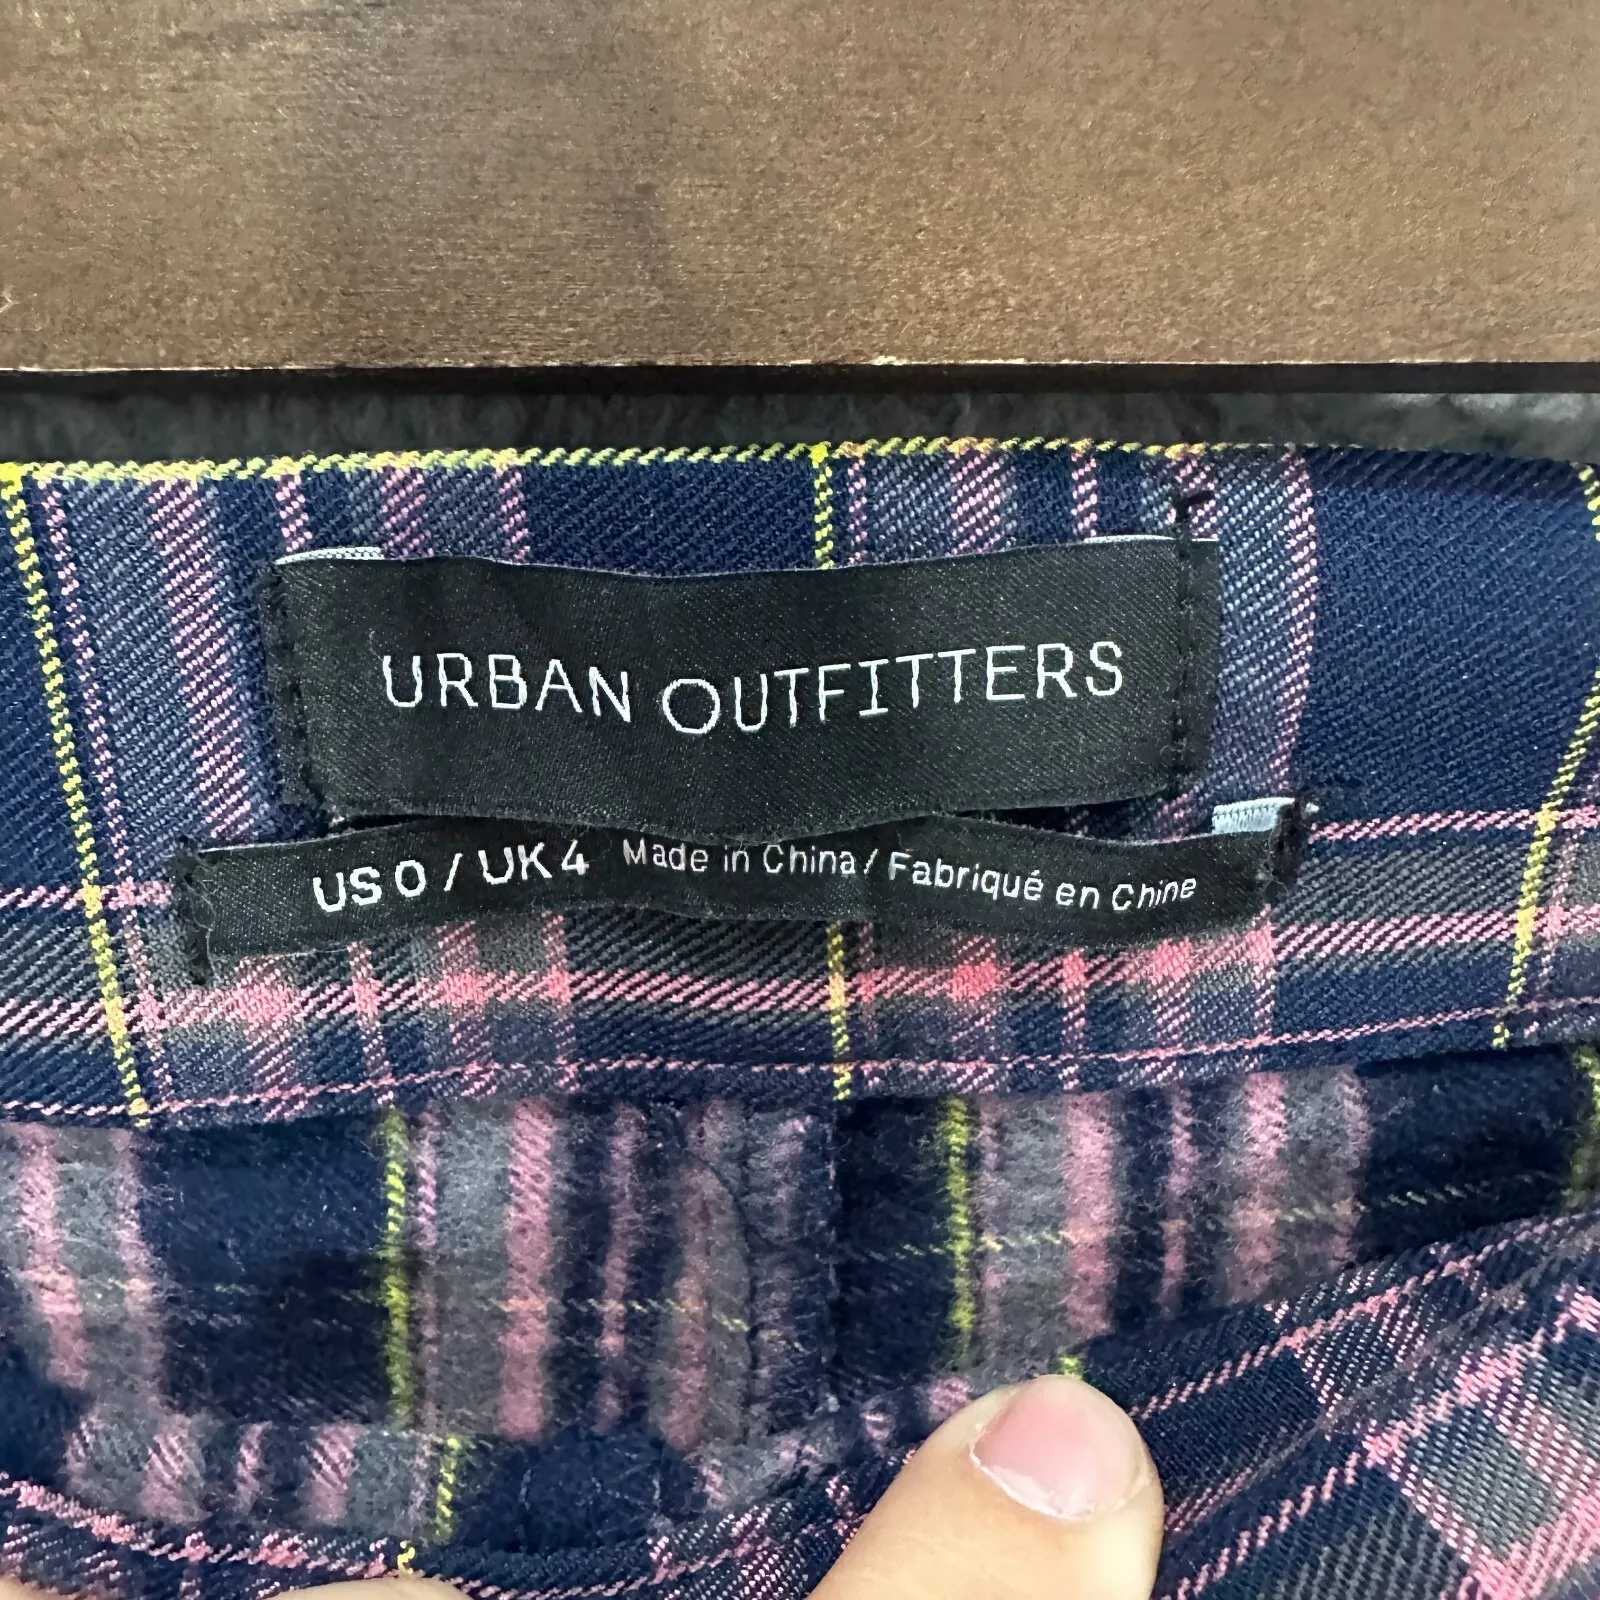 URBAN OUTFITTERS
US 0 / UK 4 Made in China / Fabriqué en Chine